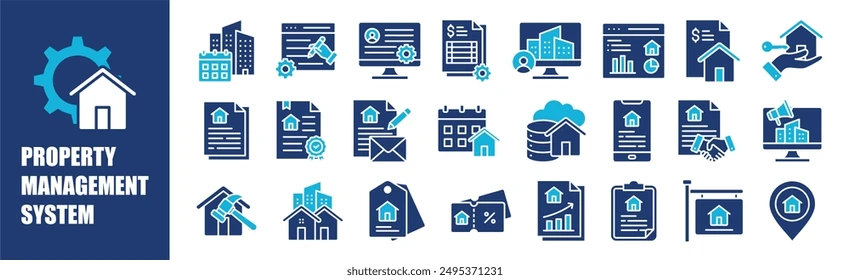 PROPERTY
MANAGEMENT
SYSTEM
$
$
%
shutterstock.com · 2495371231